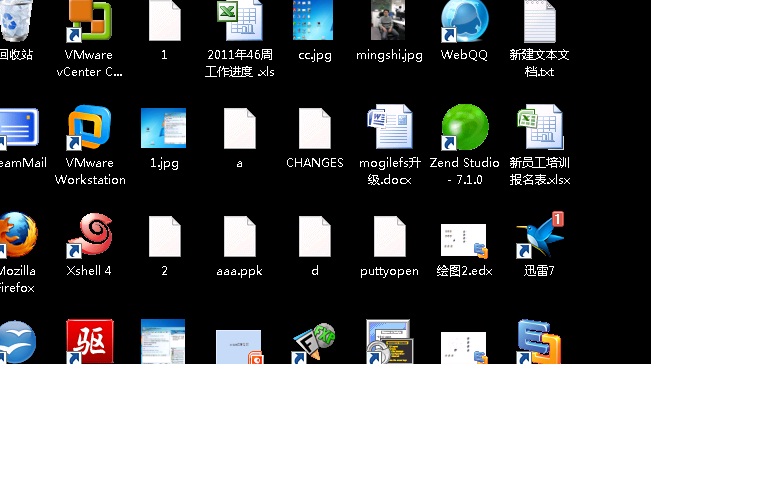 回收站
VMware
vCenter C...
1
2011年46周
工作进度 .xls
cc.jpg
mingshi.jpg
WebQQ
新建文本文
档.txt
eamMail
VMware
Workstation
1.jpg
a
CHANGES
mogilefs升
级.docx
Zend Studio
- 7.1.0
新员工培训
报名表.xlsx
Mozilla
Firefox
Xshell 4
2
aaa.ppk
d
puttyopen
绘图2.edx
1
迅雷7
驱